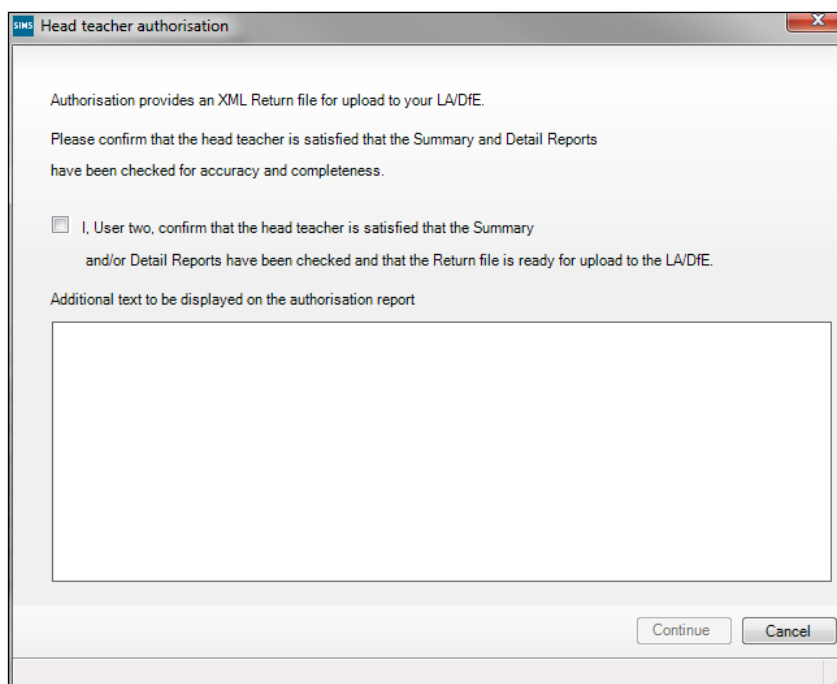 SIMS Head teacher authorisation
X
Authorisation provides an XML Return file for upload to your LA/DfE.
Please confirm that the head teacher is satisfied that the Summary and Detail Reports
have been checked for accuracy and completeness.
I, User two, confirm that the head teacher is satisfied that the Summary
and/or Detail Reports have been checked and that the Return file is ready for upload to the LA/DfE.
Additional text to be displayed on the authorisation report
Continue Cancel